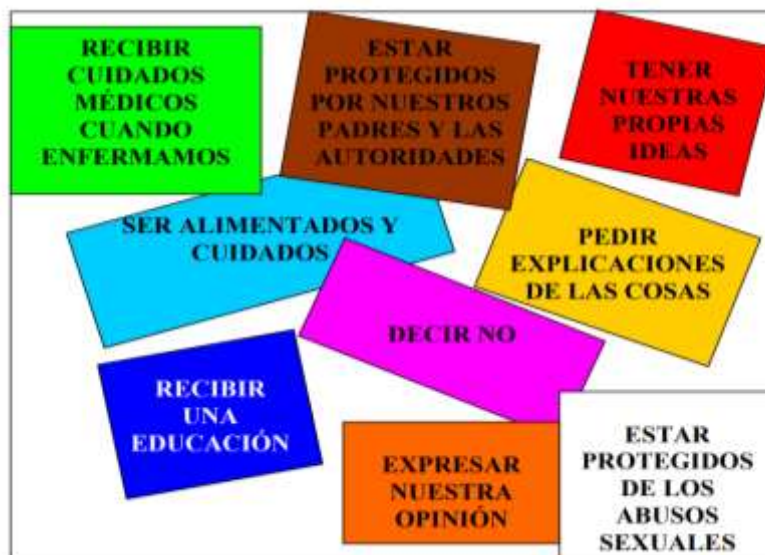 RECIBIR
CUIDADOS
MÉDICOS
CUANDO
ENFERMAMOS
ESTAR
PROTEGIDOS
POR NUESTROS
PADRES Y LAS
AUTORIDADES
TENER
NUESTRAS
PROPIAS
IDEAS
SER ALIMENTADOS Y
CUIDADOS
PEDIR
EXPLICACIONES
DE LAS COSAS
DECIR NO
RECIBIR
UNA
EDUCACIÓN
EXPRESAR
NUESTRA
OPINIÓN
ESTAR
PROTEGIDOS
DE LOS
ABUSOS
SEXUALES